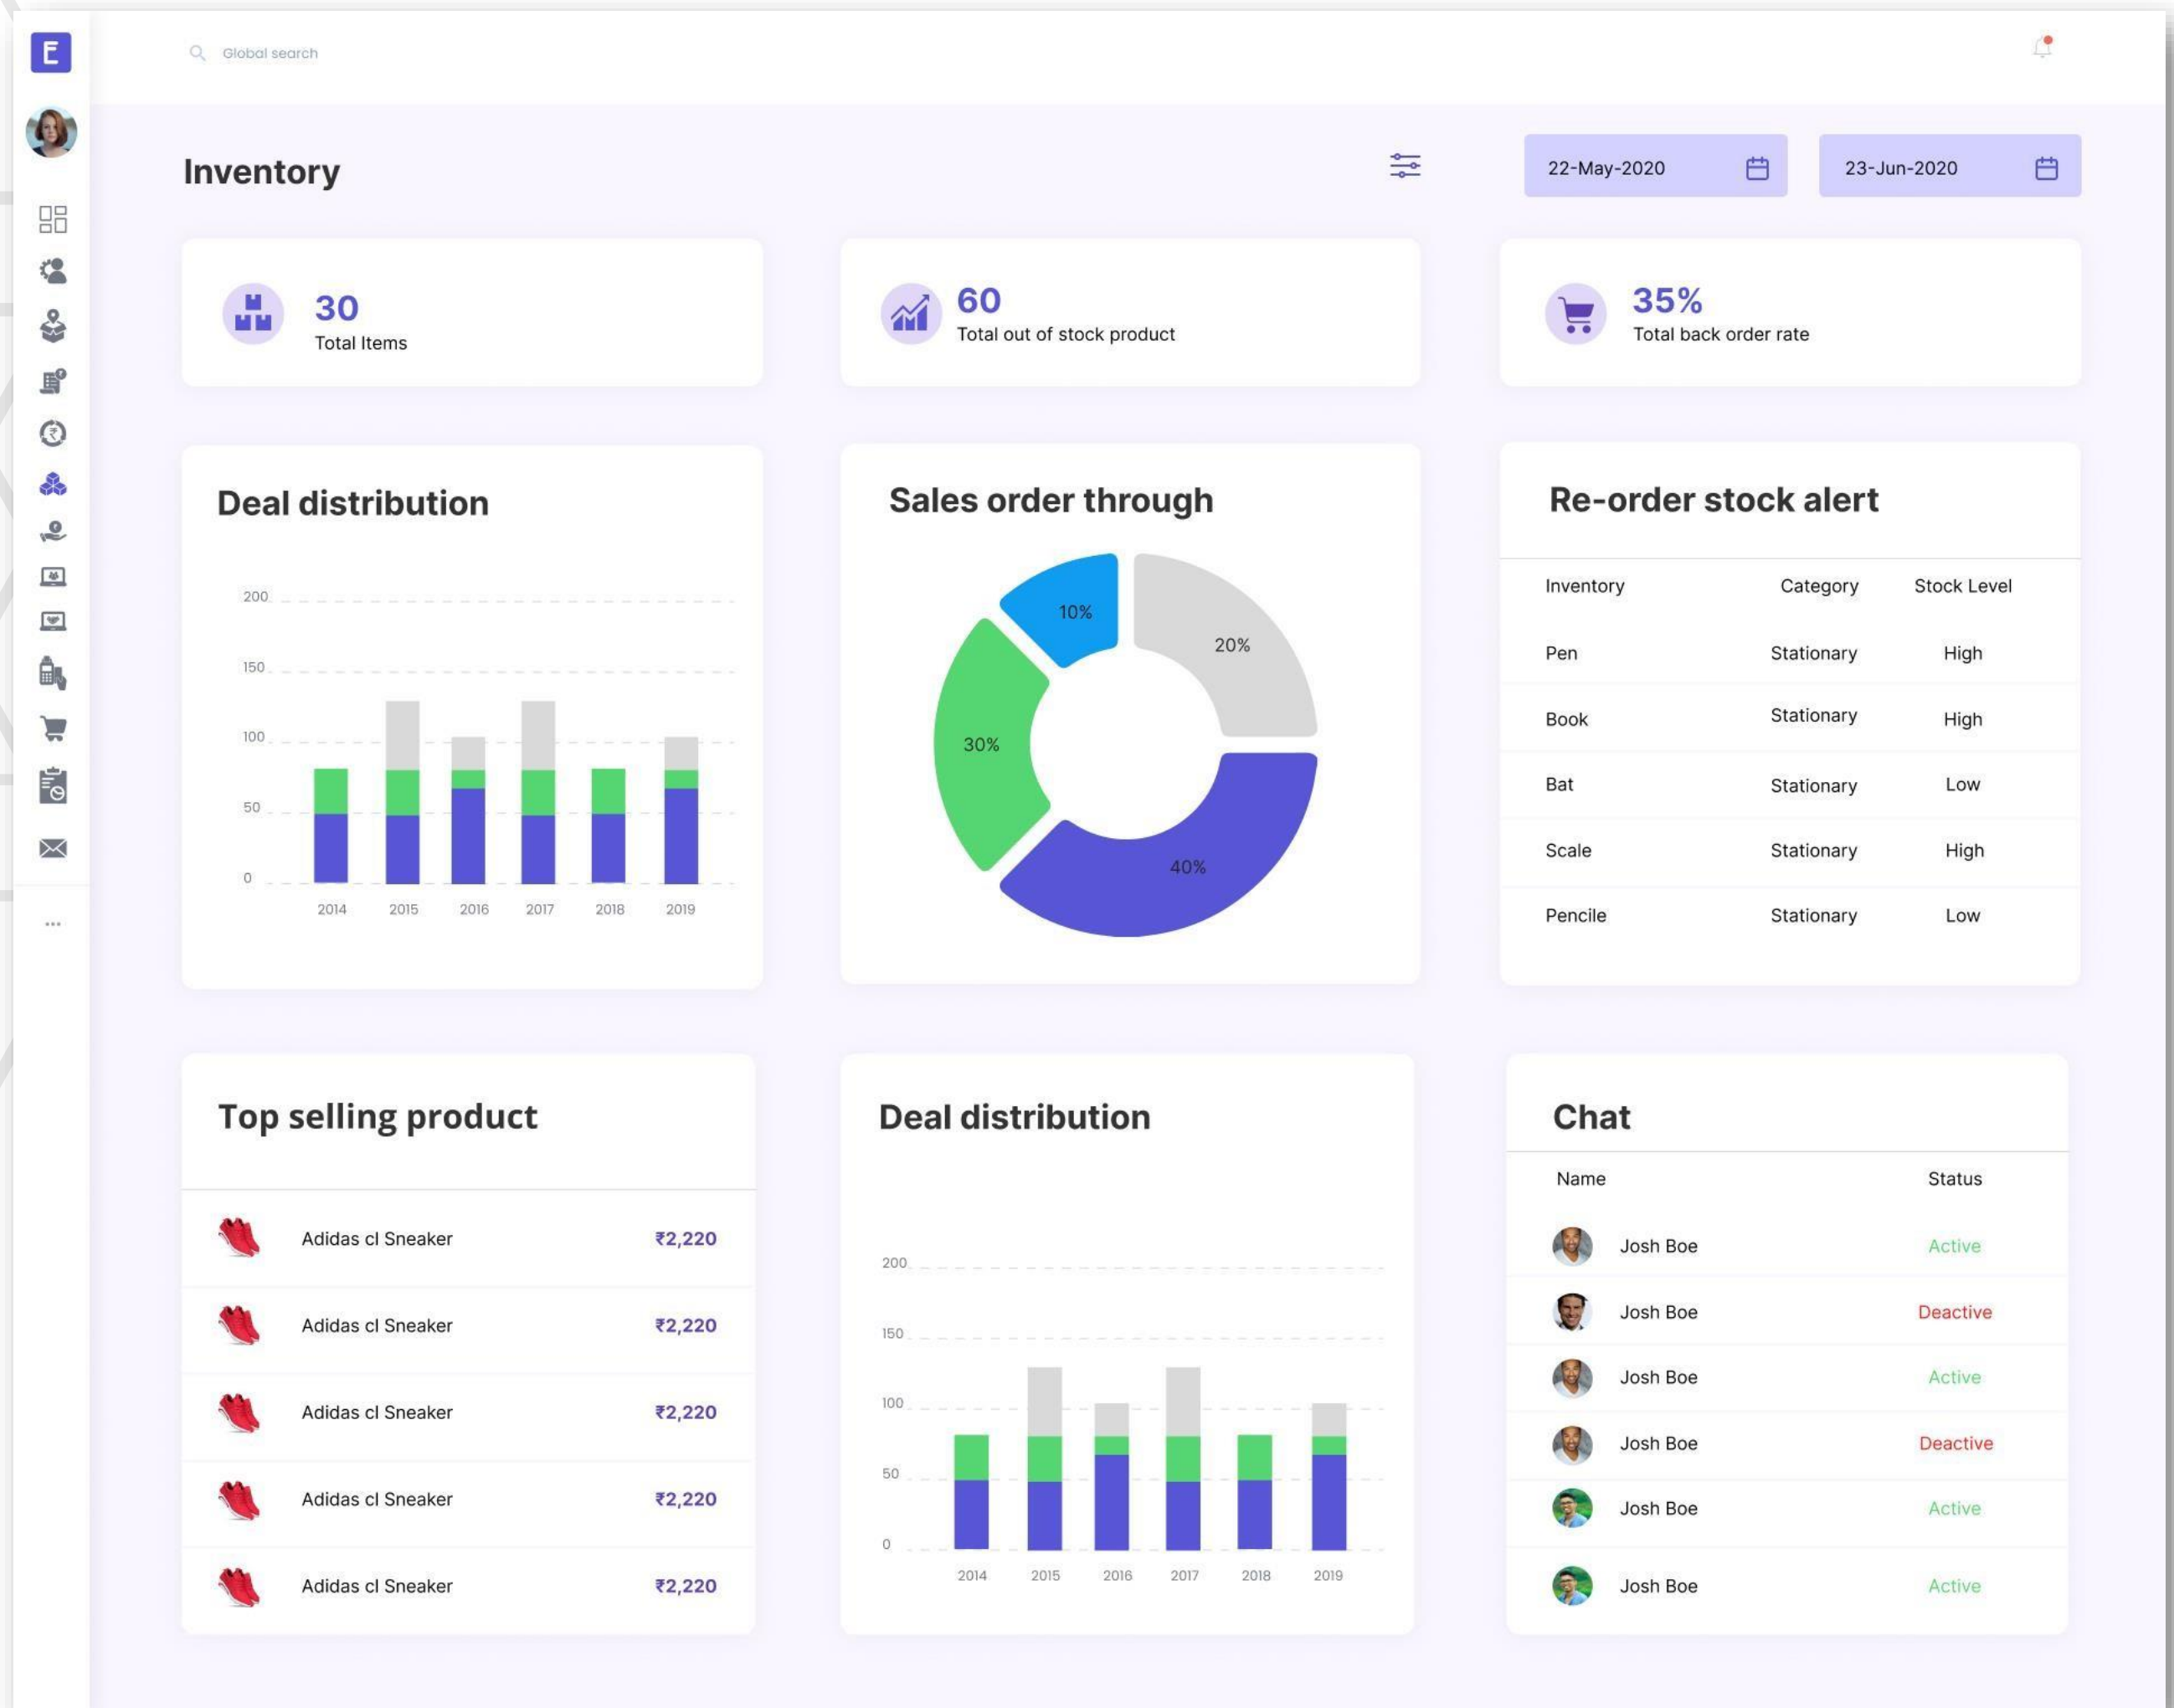 E
Global search
Inventory
22-May-2020
23-Jun-2020
30
Total Items
60
Total out of stock product
35%
Total back order rate
Deal distribution
200
150
100
50
0
2014 2015 2016 2017 2018 2019
Sales order through
10%
20%
30%
40%
Re-order stock alert
Inventory Category Stock Level
Pen Stationary High
Book Stationary High
Bat Stationary Low
Scale Stationary High
Pencile Stationary Low
Top selling product
Adidas cl Sneaker ₹2,220
Adidas cl Sneaker ₹2,220
Adidas cl Sneaker ₹2,220
Adidas cl Sneaker ₹2,220
Adidas cl Sneaker ₹2,220
Deal distribution
200
150
100
50
0
2014 2015 2016 2017 2018 2019
Chat
Name Status
Josh Boe Active
Josh Boe Deactive
Josh Boe Active
Josh Boe Deactive
Josh Boe Active
Josh Boe Active